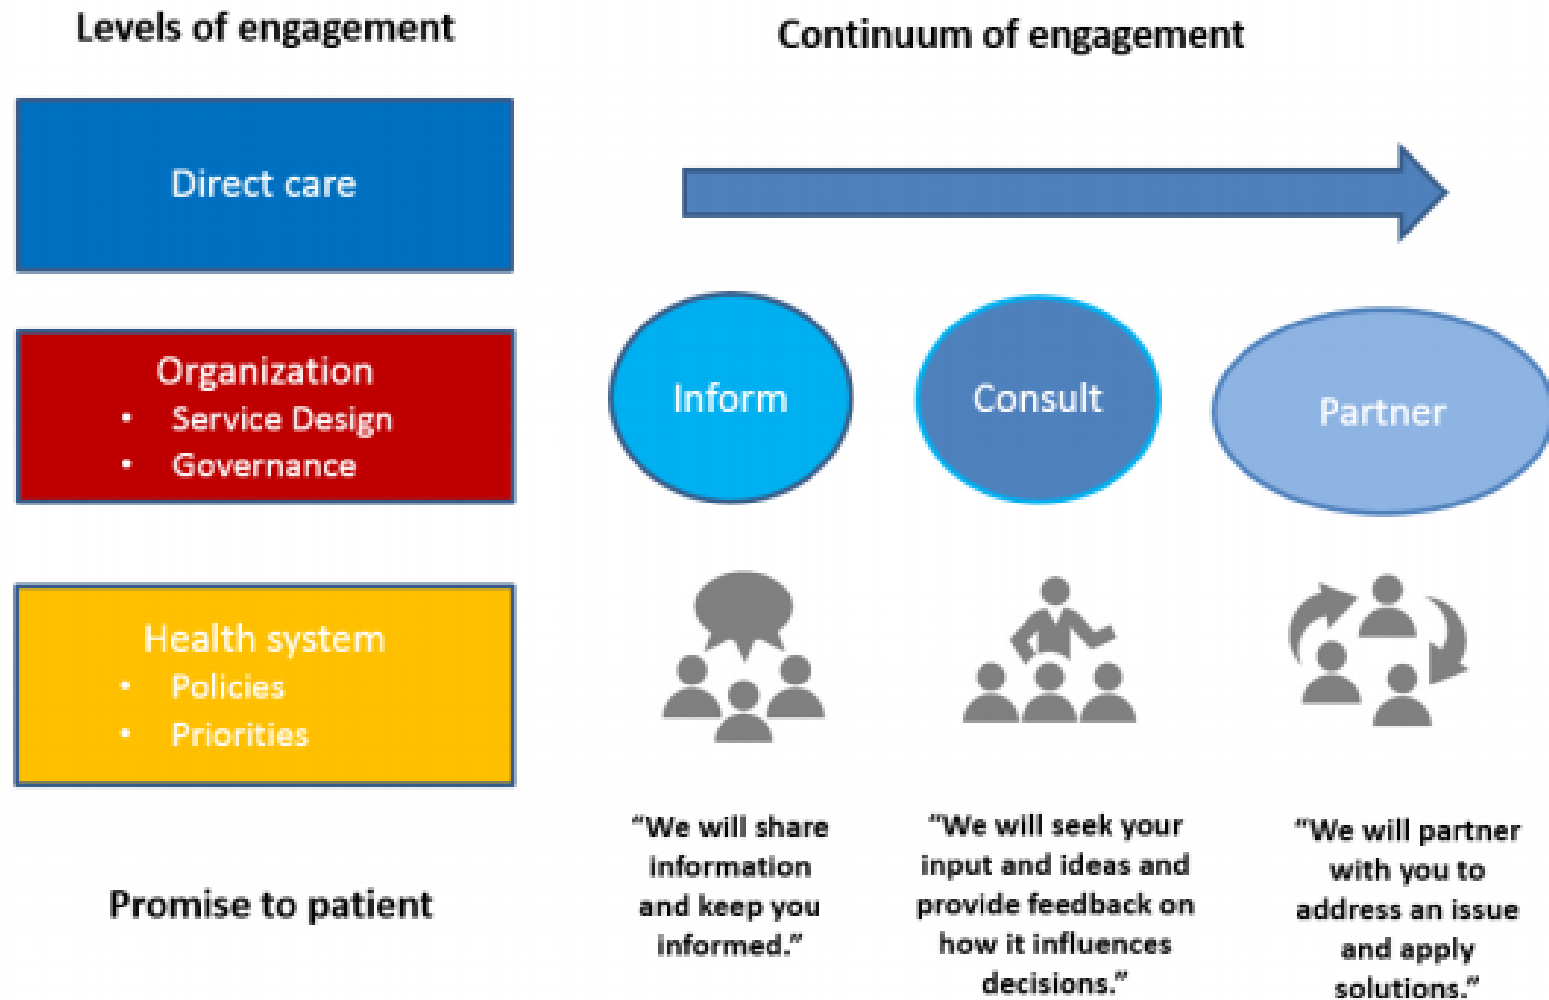 Levels of engagement
Continuum of engagement
Direct care
Organization
• Service Design
• Governance
Inform
Consult
Partner
Health system
• Policies
• Priorities
Promise to patient
“We will share
information
and keep you
informed.”
“We will seek your
input and ideas and
provide feedback on
how it influences
decisions.”
“We will partner
with you to
address an issue
and apply
solutions.”